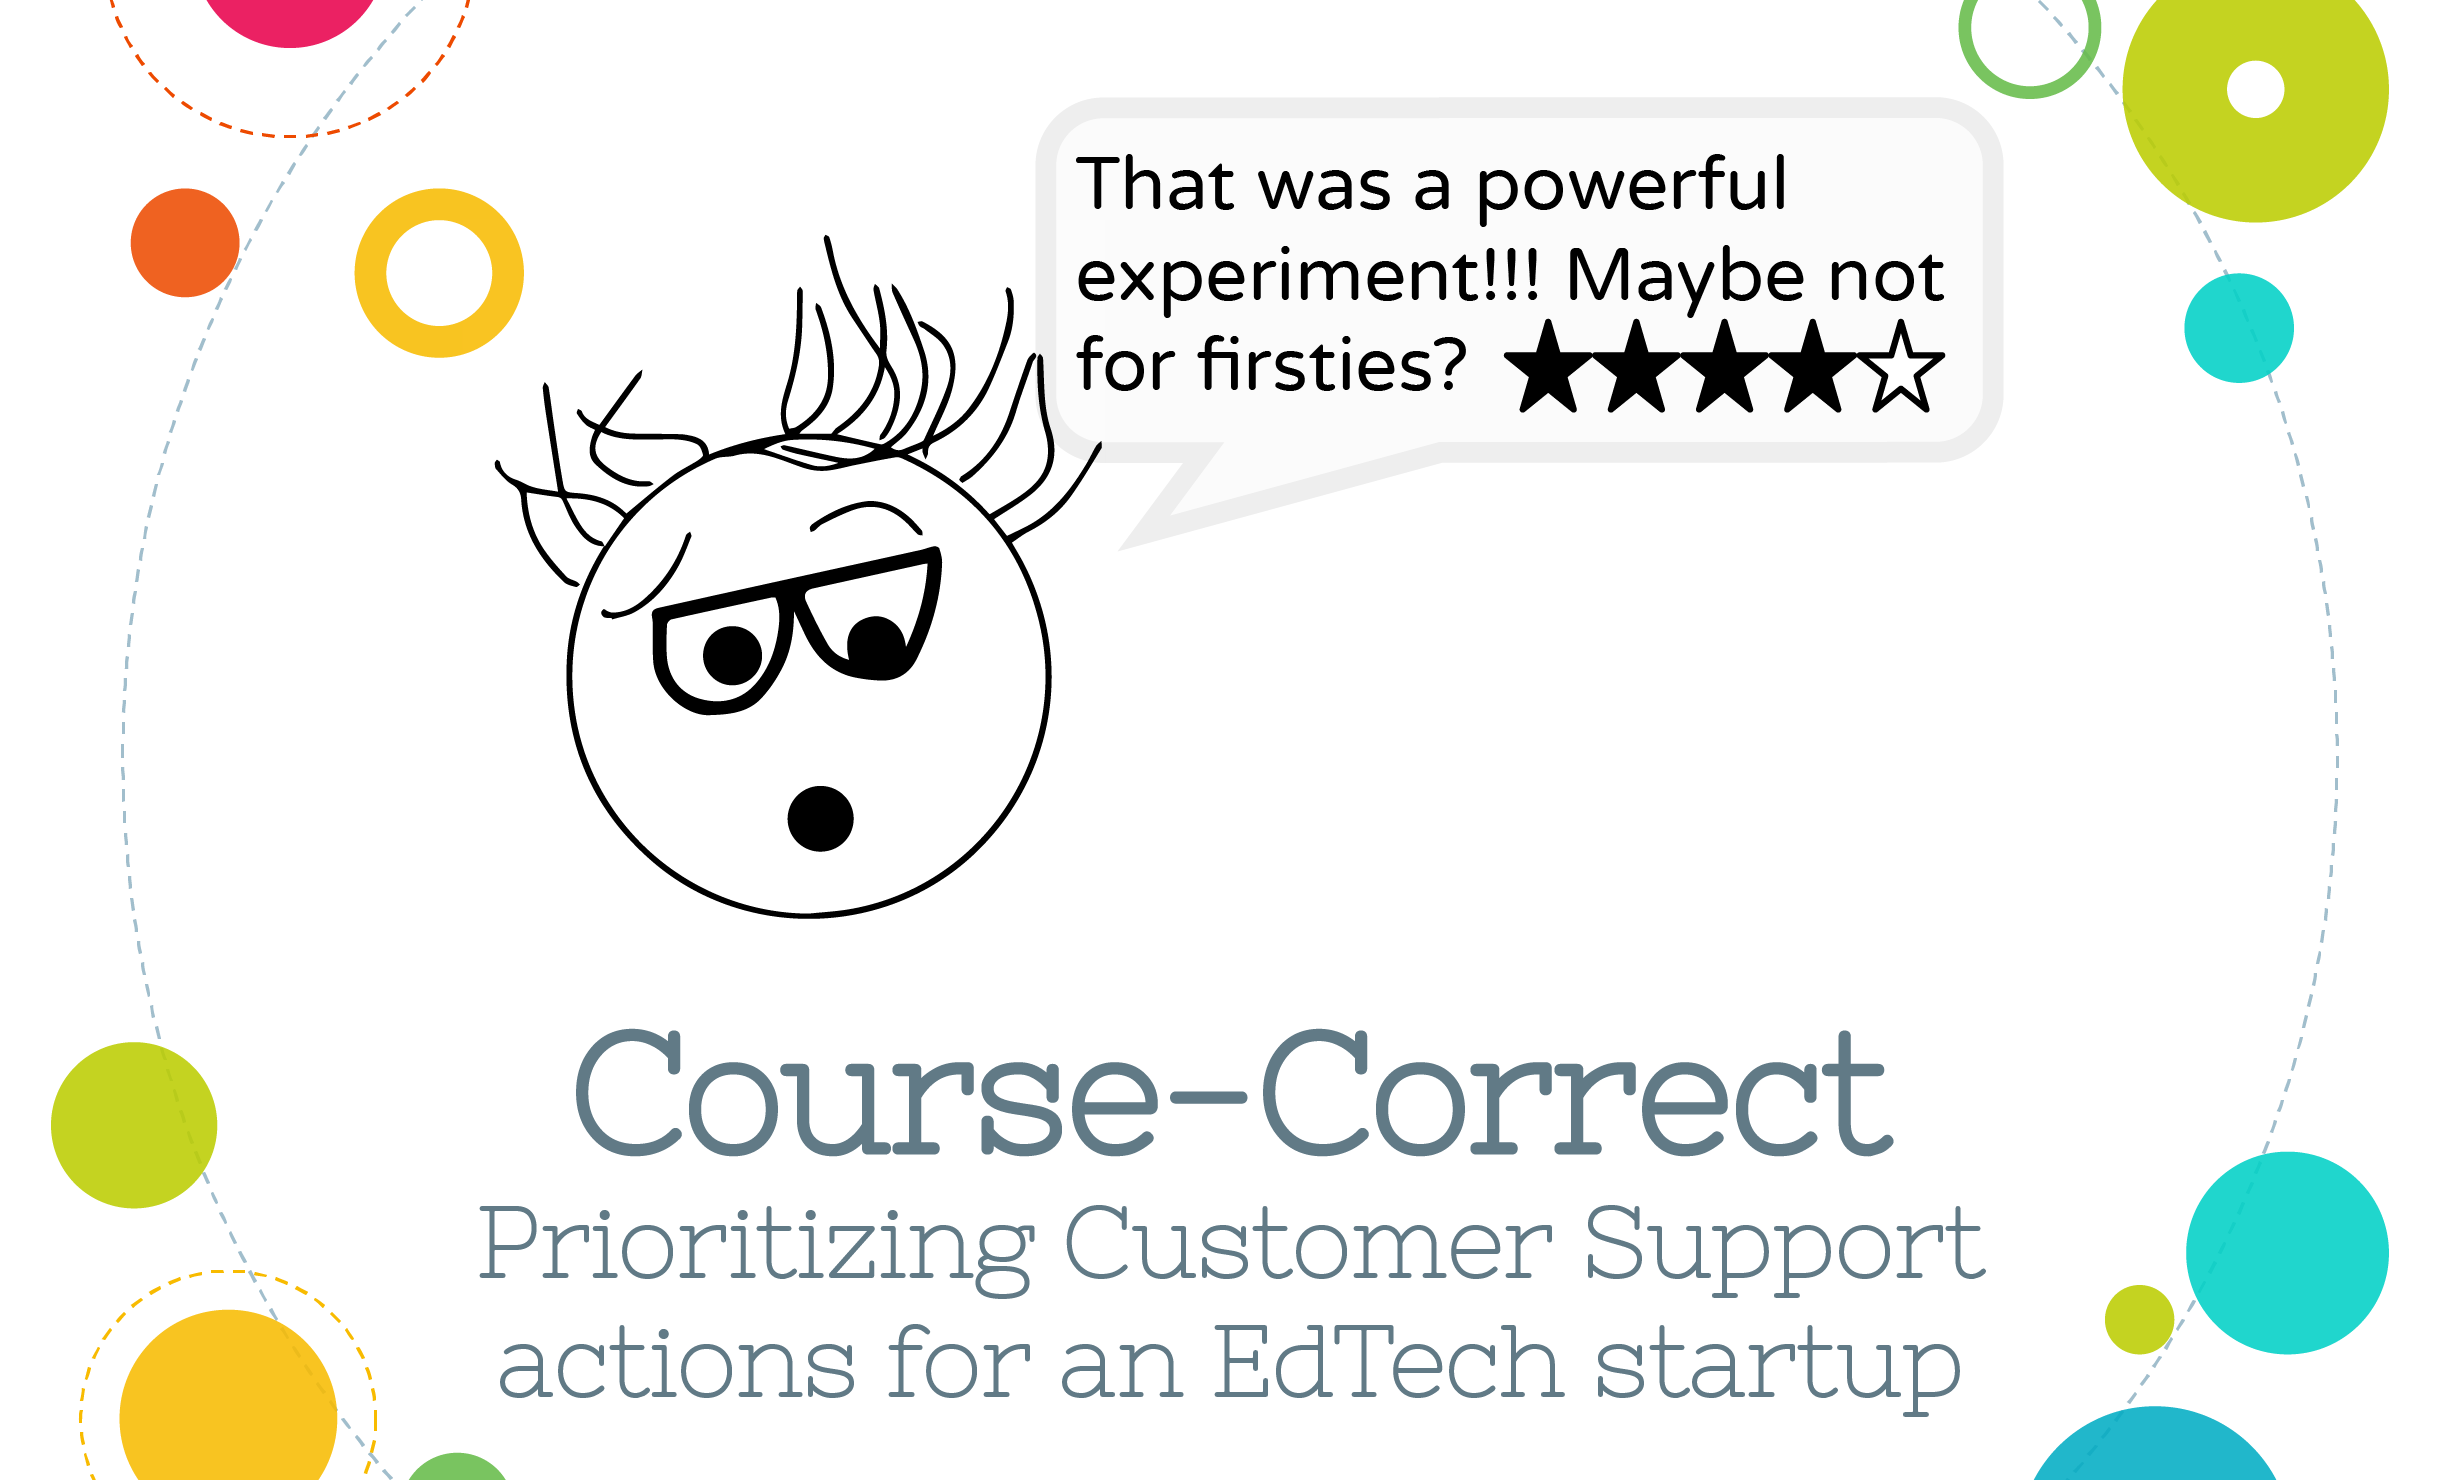 That was a powerful
experiment!!! Maybe not
for firsties? ★★★★☆
Course-Correct
Prioritizing Customer Support
actions for an EdTech startup